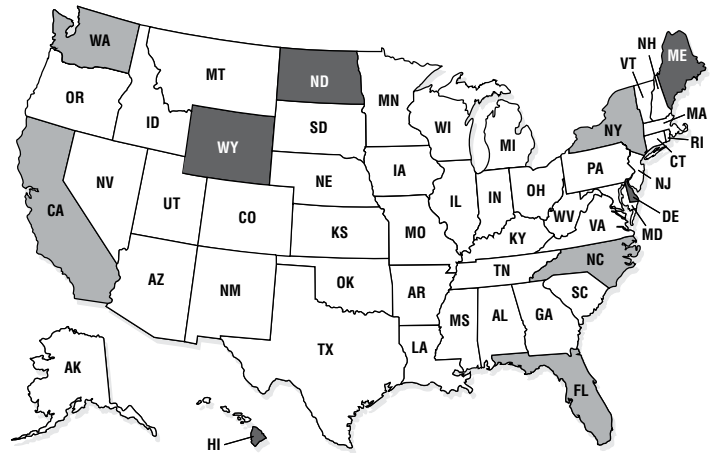 WA
MT
ND
MN
OR
ID
WY
SD
WI
MI
NH
VT
ME
NY
MA
RI
CT
NJ
PA
DE
MD
NV
UT
CO
NE
IA
IL
IN
OH
WV
VA
CA
KS
MO
KY
NC
AZ
NM
OK
AR
TN
SC
TX
LA
MS
AL
GA
FL
AK
HI